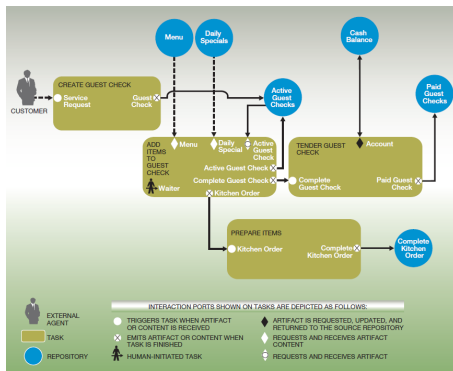 Menu
Daily
Specials
Cash
Balance
CREATE GUEST CHECK
Service
Request
Guest
Check
CUSTOMER
Active
Guest
Checks
Paid
Guest
Checks
ADD
ITEMS
TO
GUEST
CHECK
Waiter
Menu
Daily
Special
Active
Guest
Check
Active Guest Check
Complete Guest Check
Kitchen Order
TENDER GUEST
CHECK
Account
Complete
Guest Check
Paid Guest
Check
PREPARE ITEMS
Kitchen Order
Complete
Kitchen Order
Complete
Kitchen
Order
EXTERNAL
AGENT
TASK
REPOSITORY
INTERACTION PORTS SHOWN ON TASKS ARE DEPICTED AS FOLLOWS:
TRIGGERS TASK WHEN ARTIFACT
OR CONTENT IS RECEIVED
EMITS ARTIFACT OR CONTENT WHEN
TASK IS FINISHED
HUMAN-INITIATED TASK
ARTIFACT IS REQUESTED, UPDATED, AND
RETURNED TO THE SOURCE REPOSITORY
REQUESTS AND RECEIVES ARTIFACT
CONTENT
REQUESTS AND RECEIVES ARTIFACT